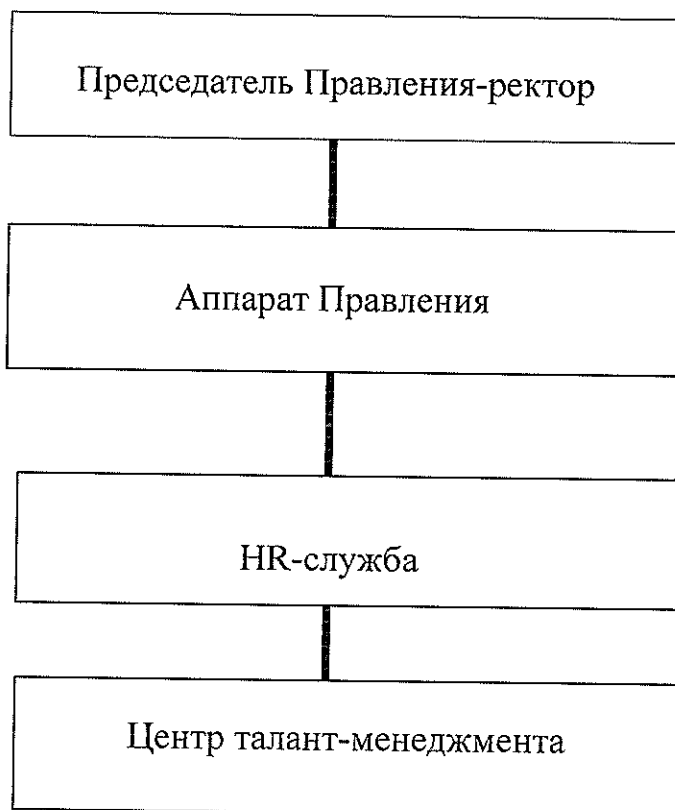 Председатель Правления-ректор
Аппарат Правления
HR-служба
Центр талант-менеджмента